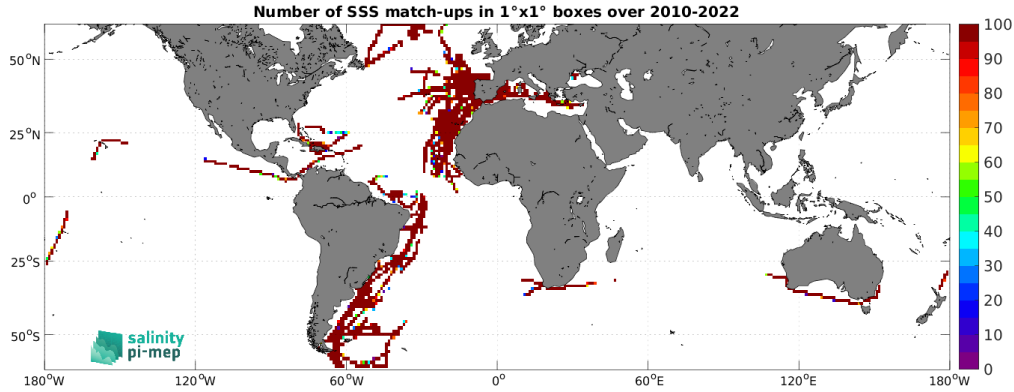 Number of SSS match-ups in 1°x1° boxes over 2010-2022
50°N
25°N
0°
25°S
50°S
180°W
120°W
60°W
0°
60°E
120°E
180°W
100
90
80
70
60
50
40
30
20
10
0
salinity
pi-mep